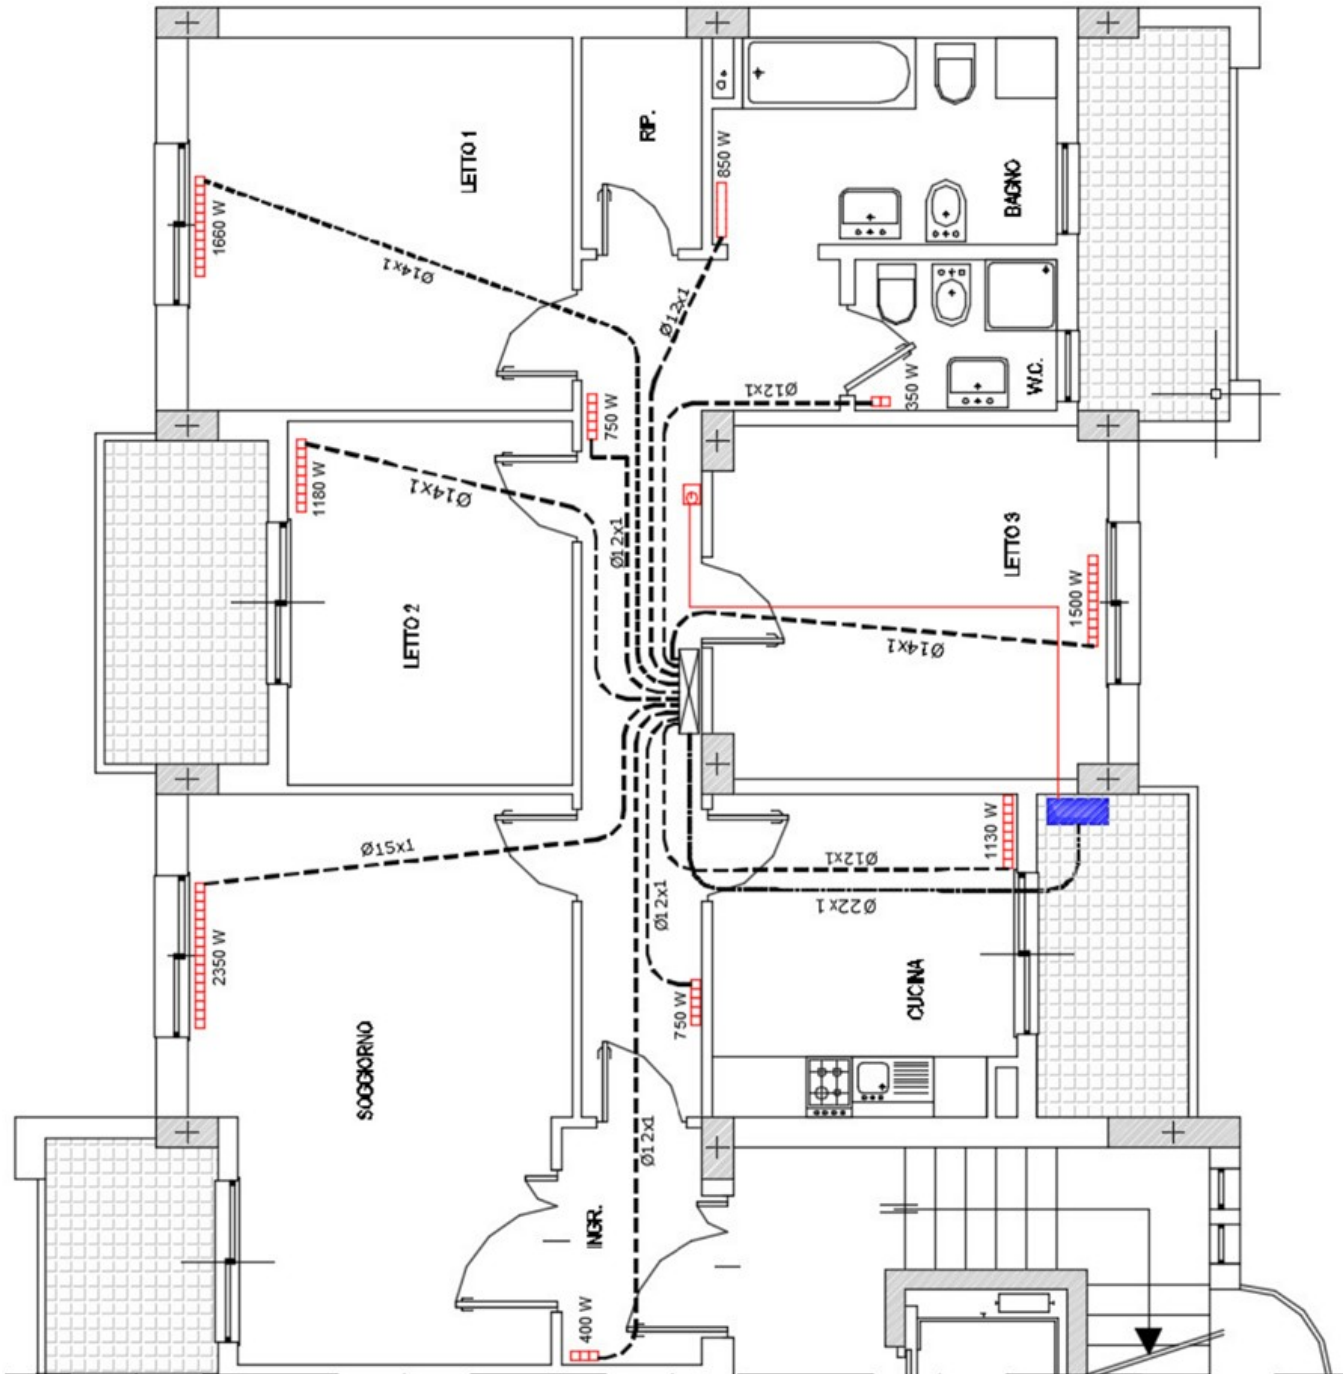 LETTO 1
RIP.
850 W
BAGNO
1660 W
Ø14x1
Ø12x1
W.C.
350 W
Ø12x1
750 W
1180 W
Ø14x1
Ø12x1
LETTO 3
1500 W
LETTO 2
Ø14x1
Ø15x1
1130 W
Ø12x1
Ø22x1
Ø12x1
2350 W
750 W
CUCINA
SOGGIORNO
Ø12x1
INGR.
400 W